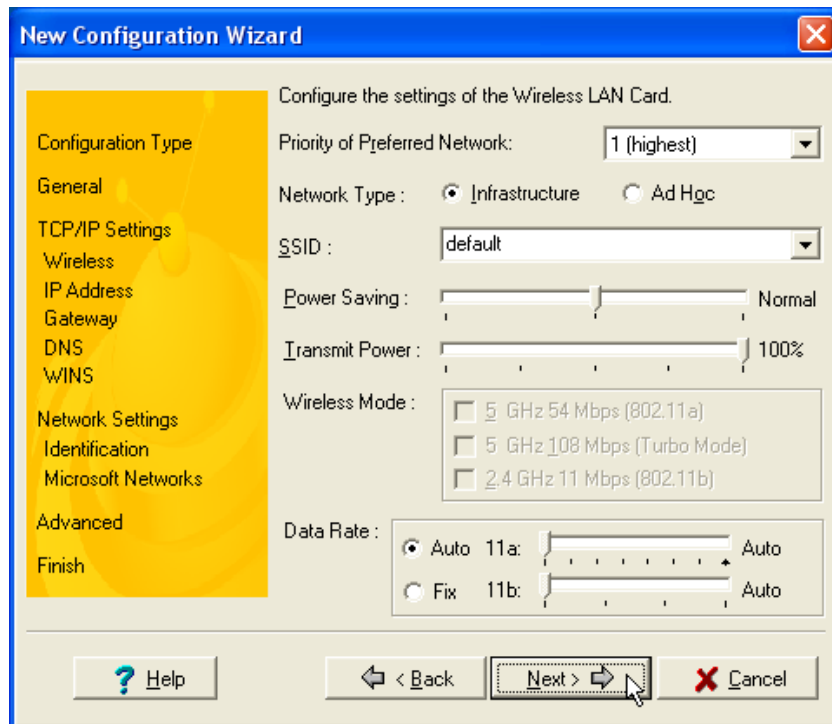 New Configuration Wizard
Configuration Type
General
TCP/IP Settings
Wireless
IP Address
Gateway
DNS
WINS
Network Settings
Identification
Microsoft Networks
Advanced
Finish
Configure the settings of the Wireless LAN Card.
Priority of Preferred Network: 1 (highest)
Network Type : Infrastructure Ad Hoc
SSID : default
Power Saving : Normal
Transmit Power : 100%
Wireless Mode : 5 GHz 54 Mbps (802.11a)
5 GHz 108 Mbps (Turbo Mode)
2.4 GHz 11 Mbps (802.11b)
Data Rate : Auto 11a: Auto
Fix 11b: Auto
? Help < Back Next > Cancel